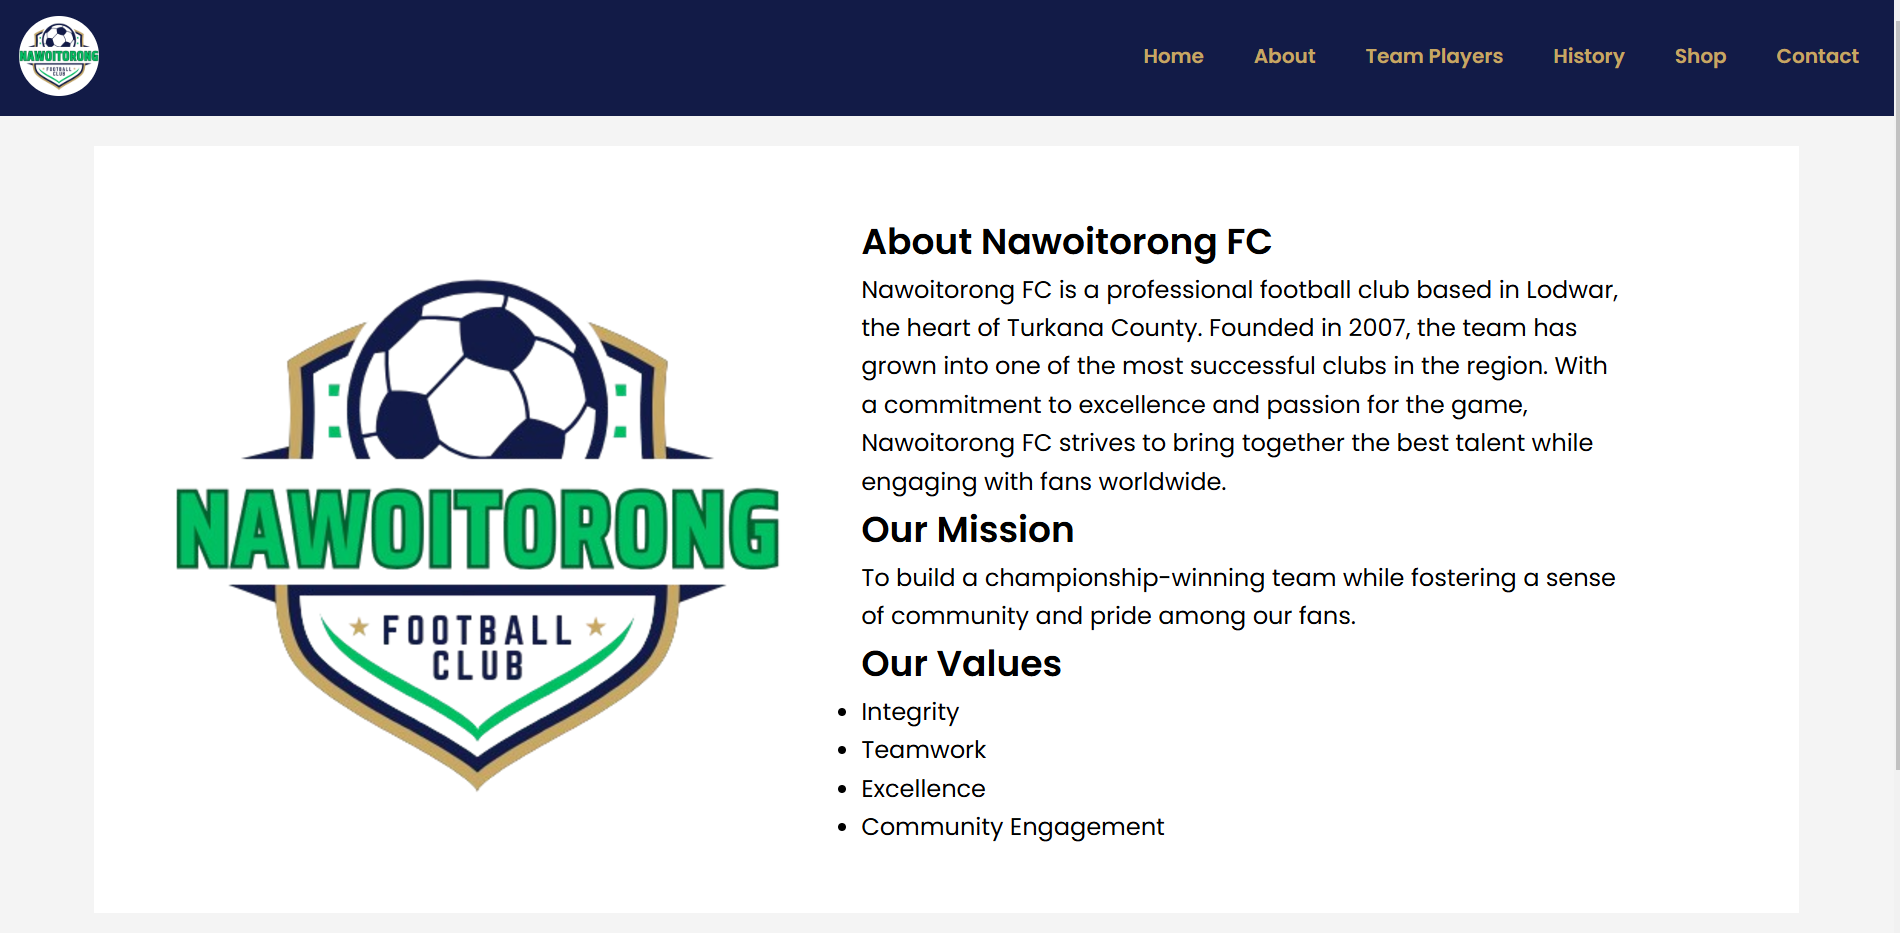 NAWOITORONG
FOOTBALL
CLUB
Home About Team Players History Shop Contact
NAWOITORONG
FOOTBALL
CLUB
About Nawoitorong FC
Nawoitorong FC is a professional football club based in Lodwar,
the heart of Turkana County. Founded in 2007, the team has
grown into one of the most successful clubs in the region. With
a commitment to excellence and passion for the game,
Nawoitorong FC strives to bring together the best talent while
engaging with fans worldwide.
Our Mission
To build a championship-winning team while fostering a sense
of community and pride among our fans.
Our Values
• Integrity
• Teamwork
• Excellence
• Community Engagement